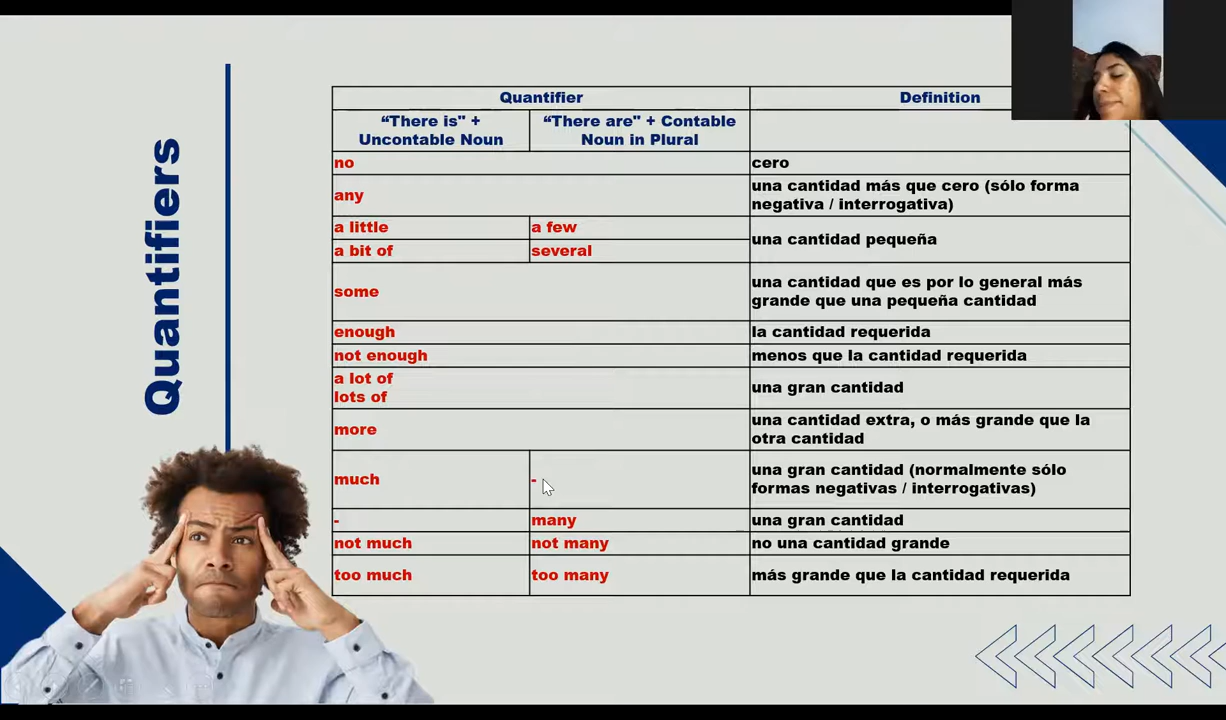 Quantifiers
Quantifier
Definition
“There is" +
Uncontable Noun
“There are" + Contable
Noun in Plural
no
cero
any
una cantidad más que cero (sólo forma
negativa / interrogativa)
a little
a few
una cantidad pequeña
a bit of
several
some
una cantidad que es por lo general más
grande que una pequeña cantidad
enough
la cantidad requerida
not enough
menos que la cantidad requerida
a lot of
lots of
una gran cantidad
more
una cantidad extra, o más grande que la
otra cantidad
much
-
una gran cantidad (normalmente sólo
formas negativas / interrogativas)
-
many
una gran cantidad
not much
not many
no una cantidad grande
too much
too many
más grande que la cantidad requerida